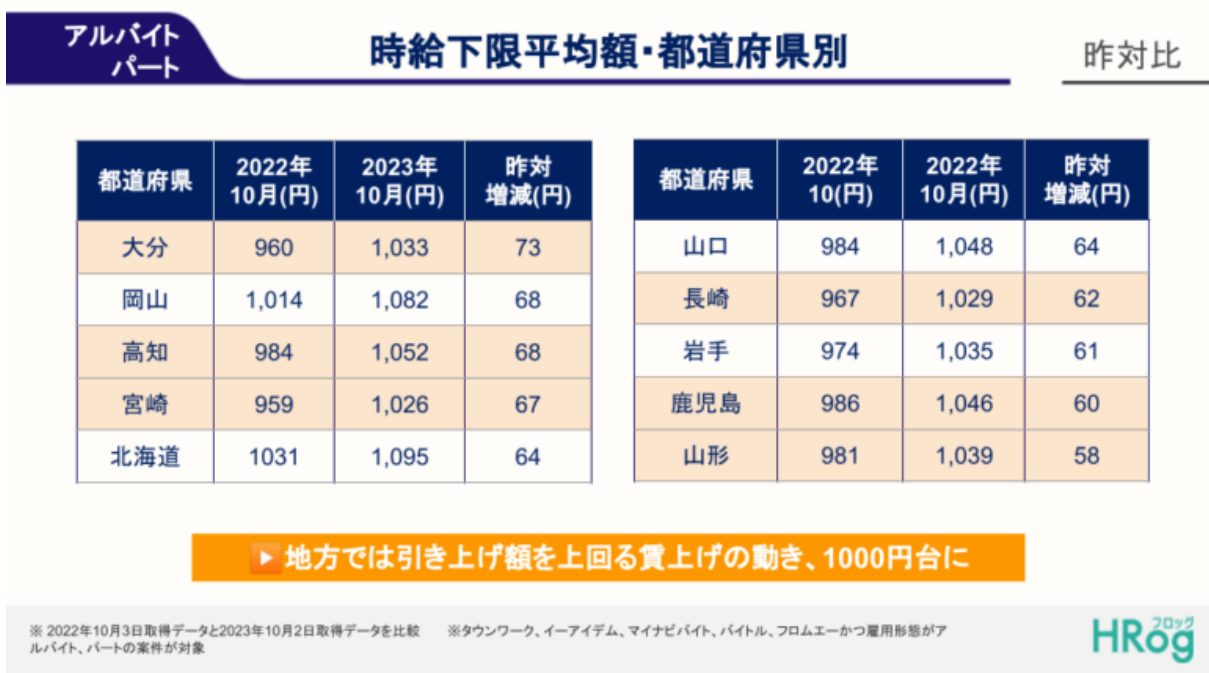 アルバイト
パート
時給下限平均額・都道府県別
昨対比
都道府県 2022年10月(円) 2023年10月(円) 昨対増減(円)
大分 960 1,033 73
岡山 1,014 1,082 68
高知 984 1,052 68
宮崎 959 1,026 67
北海道 1031 1,095 64
都道府県 2022年10(円) 2022年10月(円) 昨対増減(円)
山口 984 1,048 64
長崎 967 1,029 62
岩手 974 1,035 61
鹿児島 986 1,046 60
山形 981 1,039 58
▶地方では引き上げ額を上回る賃上げの動き、1000円台に
※ 2022年10月3日取得データと2023年10月2日取得データを比較 ※タウンワーク、イーアイデム、マイナビバイト、バイトル、フロムエーかつ雇用形態がア
ルバイト、パートの案件が対象
フロッグ
HRog